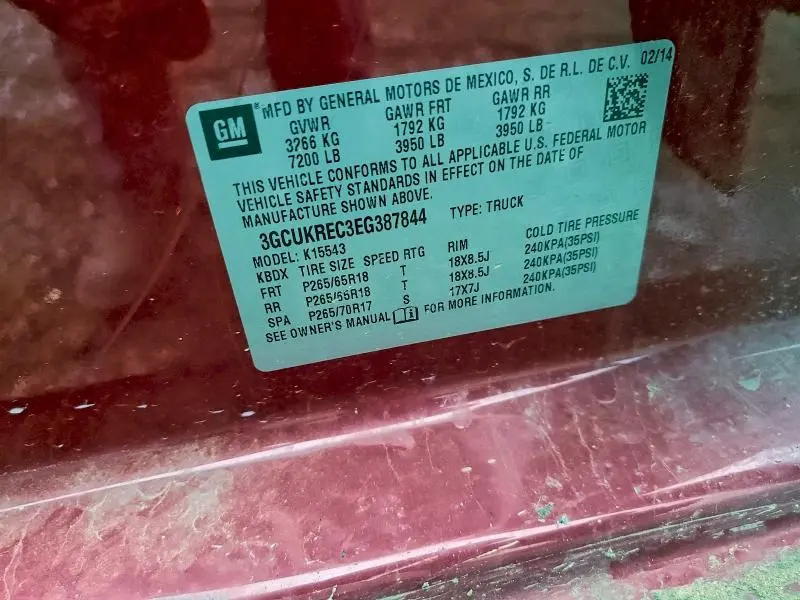 GM
® MFD BY GENERAL MOTORS DE MEXICO, S. DE R.L. DE C.V. 02/14
GVWR GAWR FRT GAWR RR
3266 KG 1792 KG 1792 KG
7200 LB 3950 LB 3950 LB
THIS VEHICLE CONFORMS TO ALL APPLICABLE U.S. FEDERAL MOTOR
VEHICLE SAFETY STANDARDS IN EFFECT ON THE DATE OF
MANUFACTURE SHOWN ABOVE.
3GCUKREC3EG387844 TYPE: TRUCK
MODEL: K15543
KBDX TIRE SIZE SPEED RTG RIM COLD TIRE PRESSURE
FRT P265/65R18 T 18X8.5J 240KPA(35PSI)
RR P265/65R18 T 18X8.5J 240KPA(35PSI)
SPA P265/70R17 S 17X7J 240KPA(35PSI)
SEE OWNER'S MANUAL FOR MORE INFORMATION.